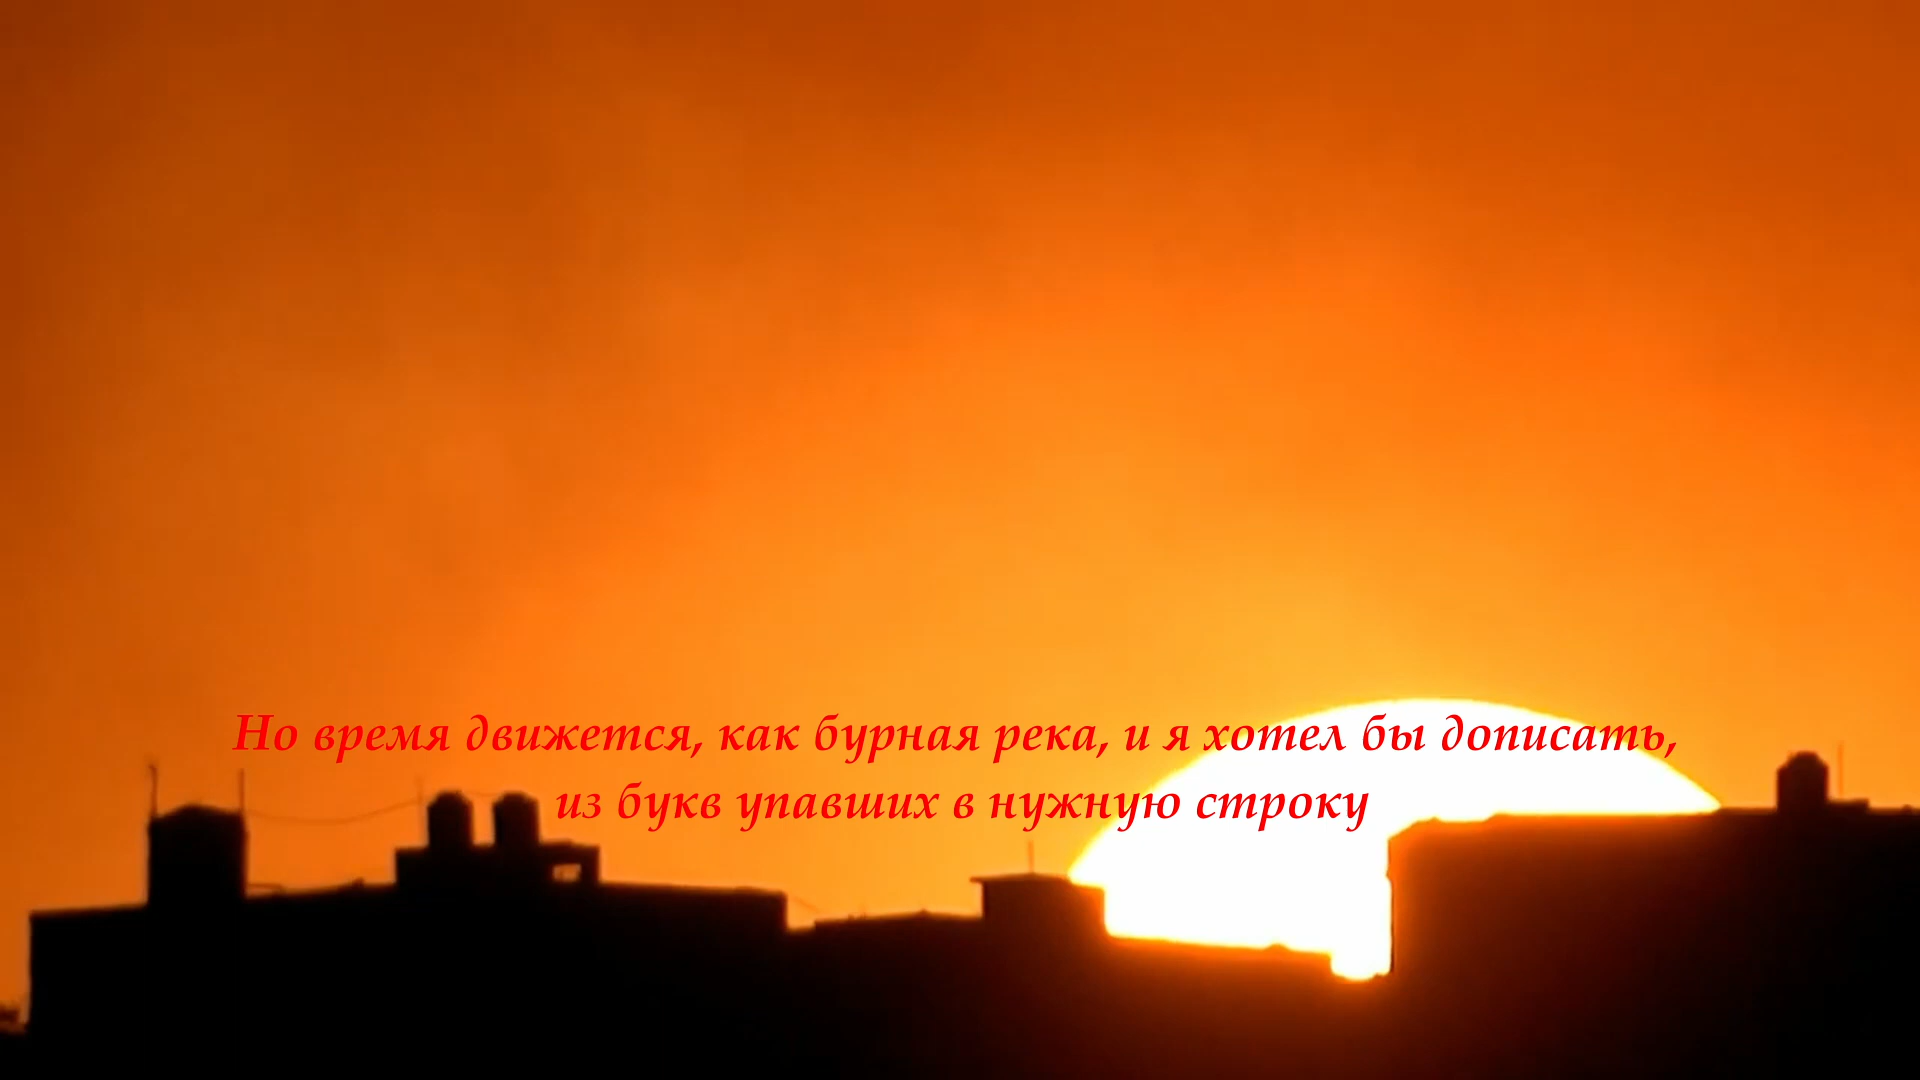 Но время движется, как бурная река, и я хотел бы дописать,
из букв упавших в нужную строку